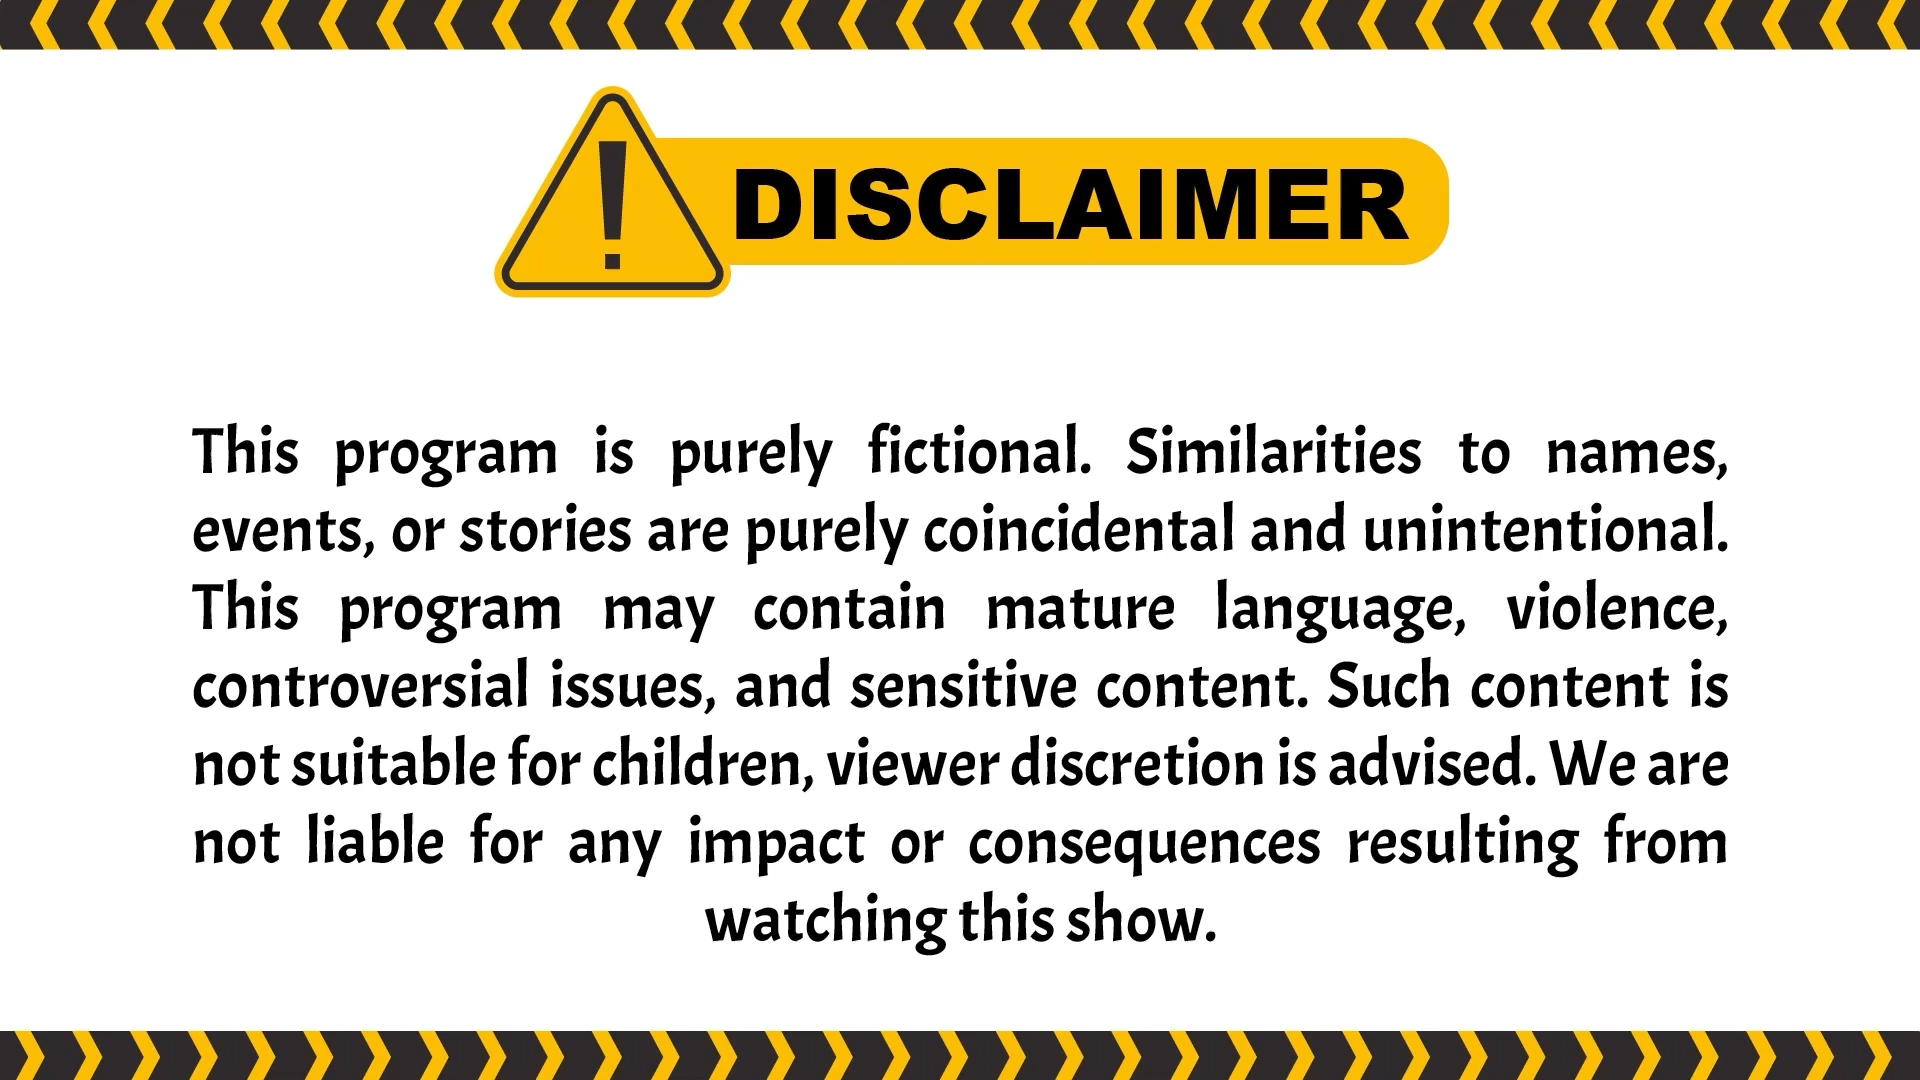 !
DISCLAIMER
This program is purely fictional. Similarities to names,
events, or stories are purely coincidental and unintentional.
This program may contain mature language, violence,
controversial issues, and sensitive content. Such content is
not suitable for children, viewer discretion is advised. We are
not liable for any impact or consequences resulting from
watching this show.